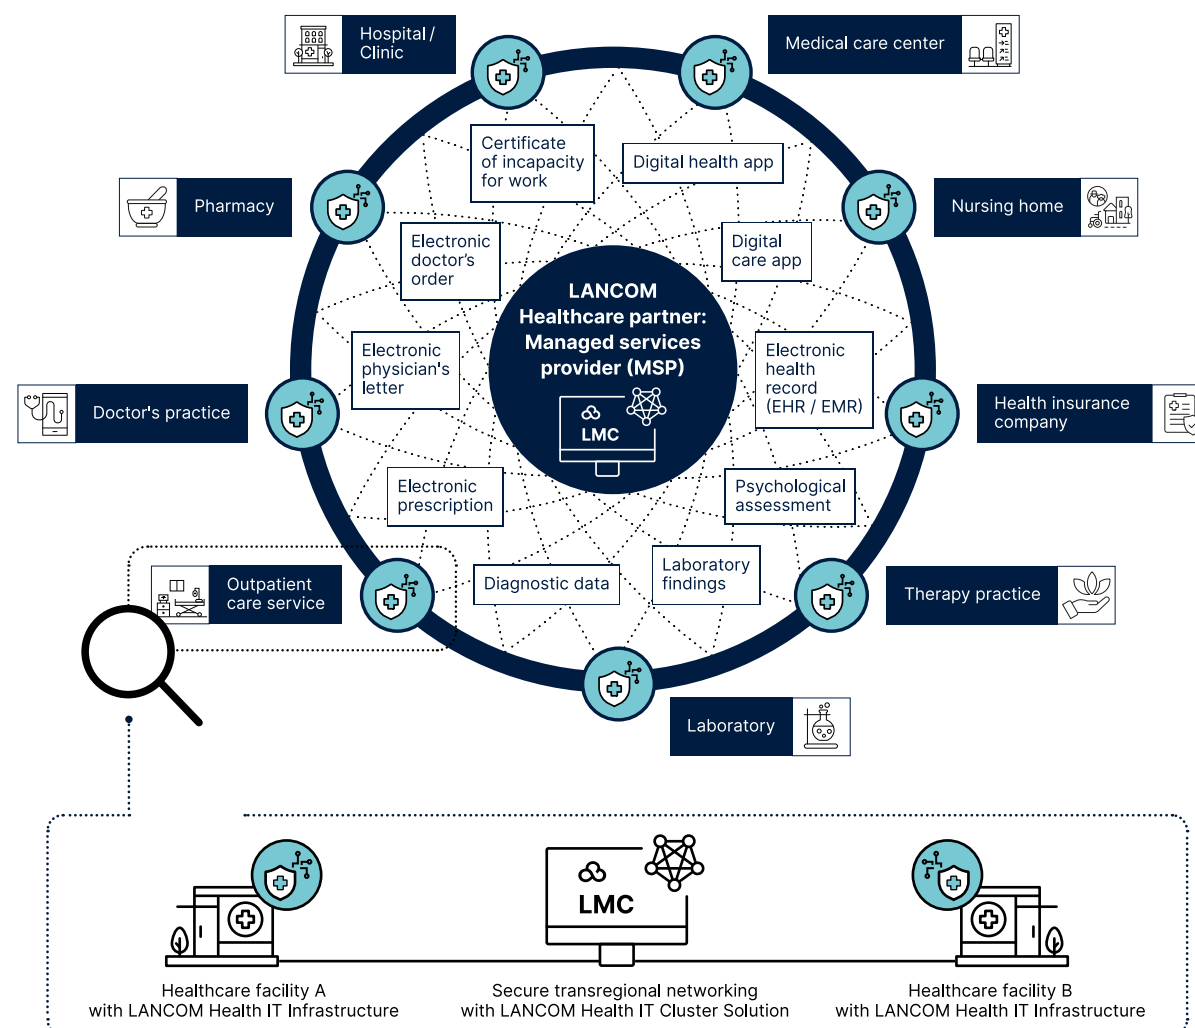 Hospital /
Clinic
Medical care center
Certificate
of incapacity
for work
Digital health app
Pharmacy
Nursing home
Electronic
doctor's
order
Digital
care app
LANCOM
Healthcare partner:
Managed services
provider (MSP)
LMC
Electronic
physician's
letter
Electronic
health
record
(EHR / EMR)
Doctor's practice
Health insurance
company
Electronic
prescription
Psychological
assessment
Outpatient
care service
Diagnostic data
Laboratory
findings
Therapy practice
Laboratory
LMC
Healthcare facility A
with LANCOM Health IT Infrastructure
Secure transregional networking
with LANCOM Health IT Cluster Solution
Healthcare facility B
with LANCOM Health IT Infrastructure